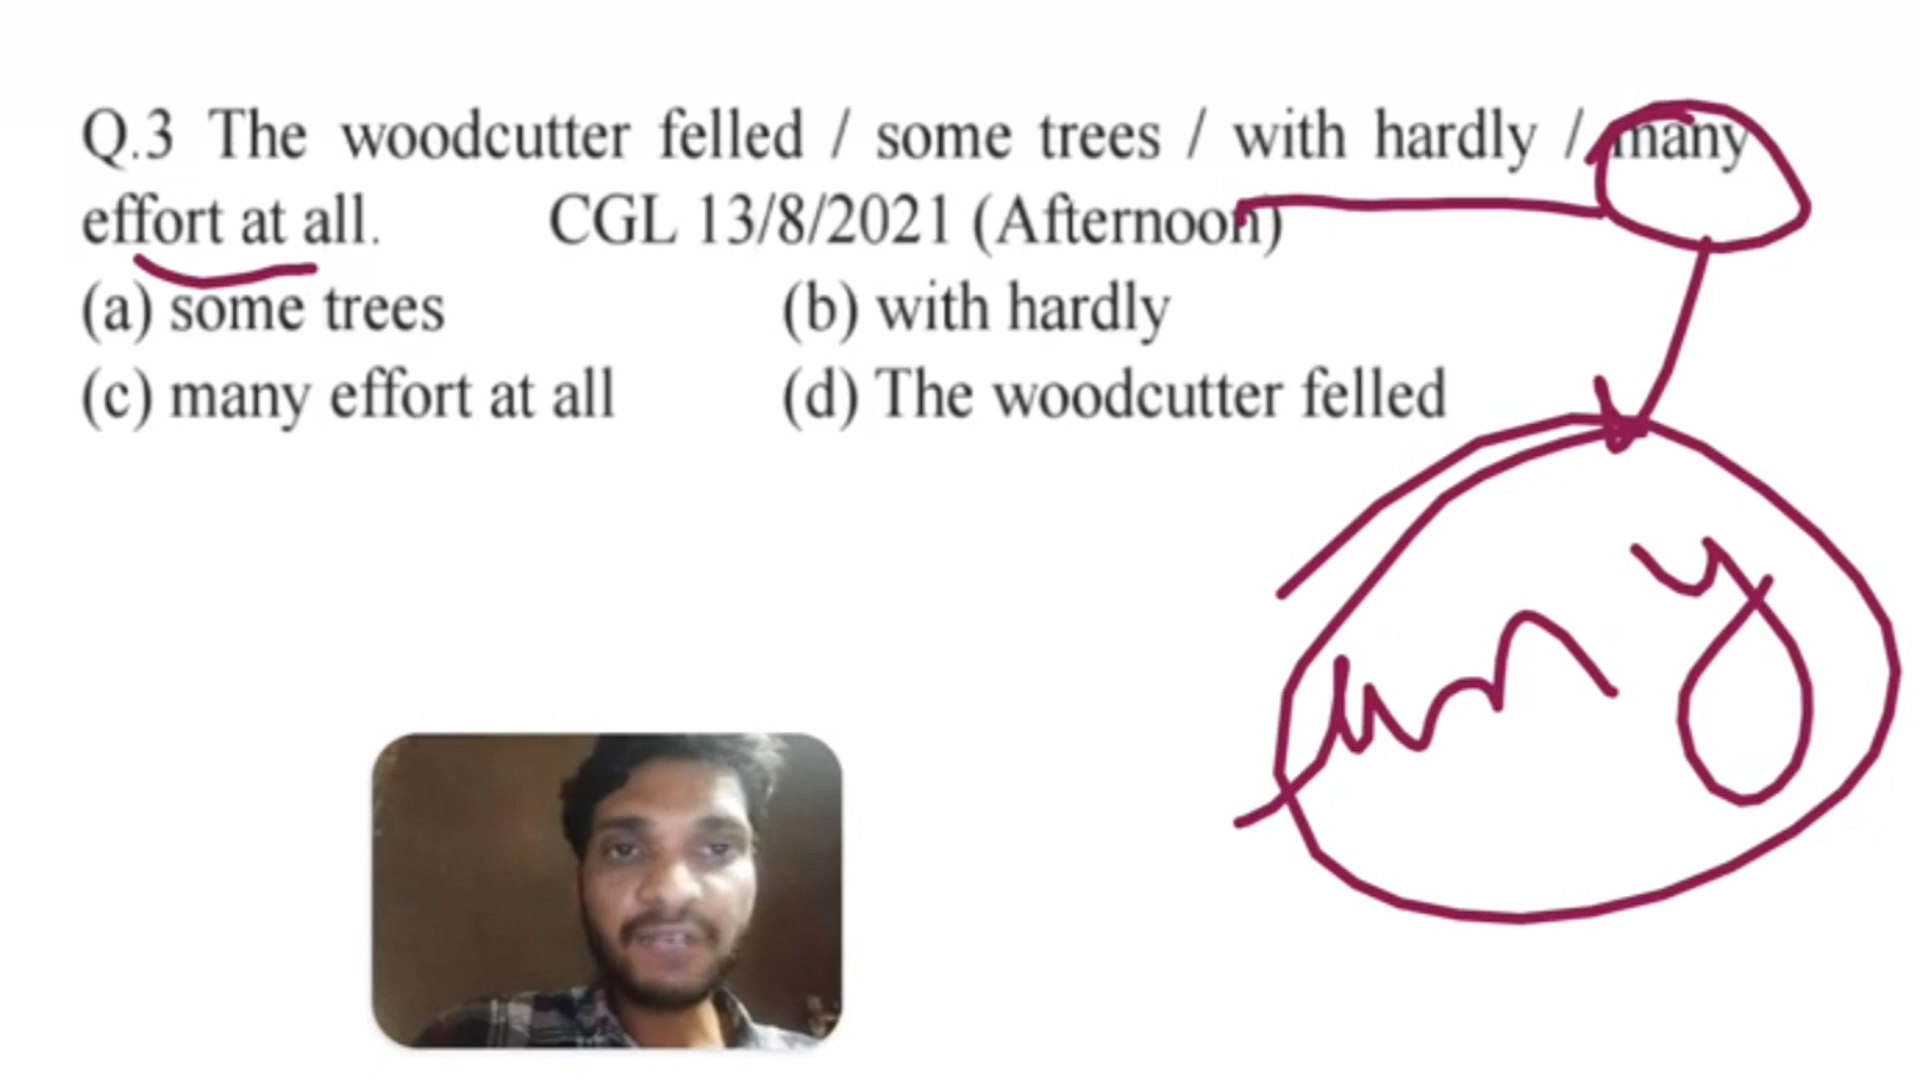 Q.3 The woodcutter felled / some trees / with hardly / many
effort at all. CGL 13/8/2021 (Afternoon)
(a) some trees (b) with hardly
(c) many effort at all (d) The woodcutter felled
any